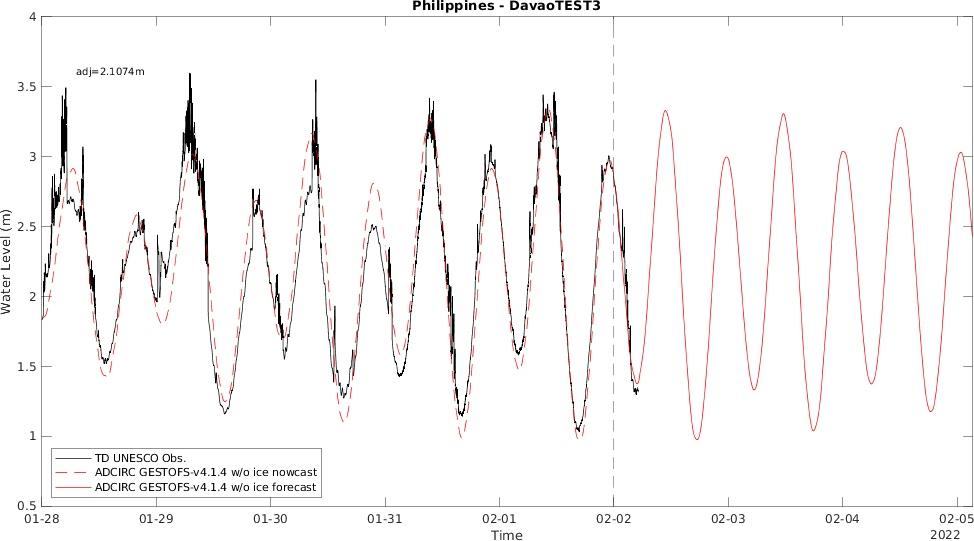 Philippines - DavaoTEST3
adj=2.1074m
Water Level (m)
4
3.5
3
2.5
2
1.5
1
0.5
TD UNESCO Obs.
ADCIRC GESTOFS-v4.1.4 w/o ice nowcast
ADCIRC GESTOFS-v4.1.4 w/o ice forecast
01-28 01-29 01-30 01-31 02-01 02-02 02-03 02-04 02-05
Time
2022